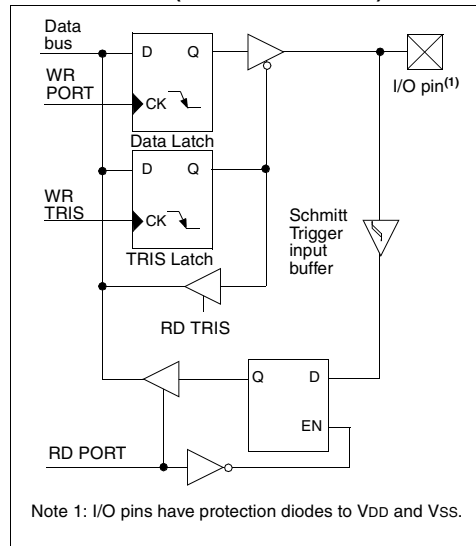 Data
bus
D Q
WR
PORT
CK
I/O pin(1)
Data Latch
D Q
WR
TRIS
CK
Schmitt
Trigger
input
buffer
TRIS Latch
RD TRIS
Q D
EN
RD PORT
Note 1: I/O pins have protection diodes to VDD and VSS.